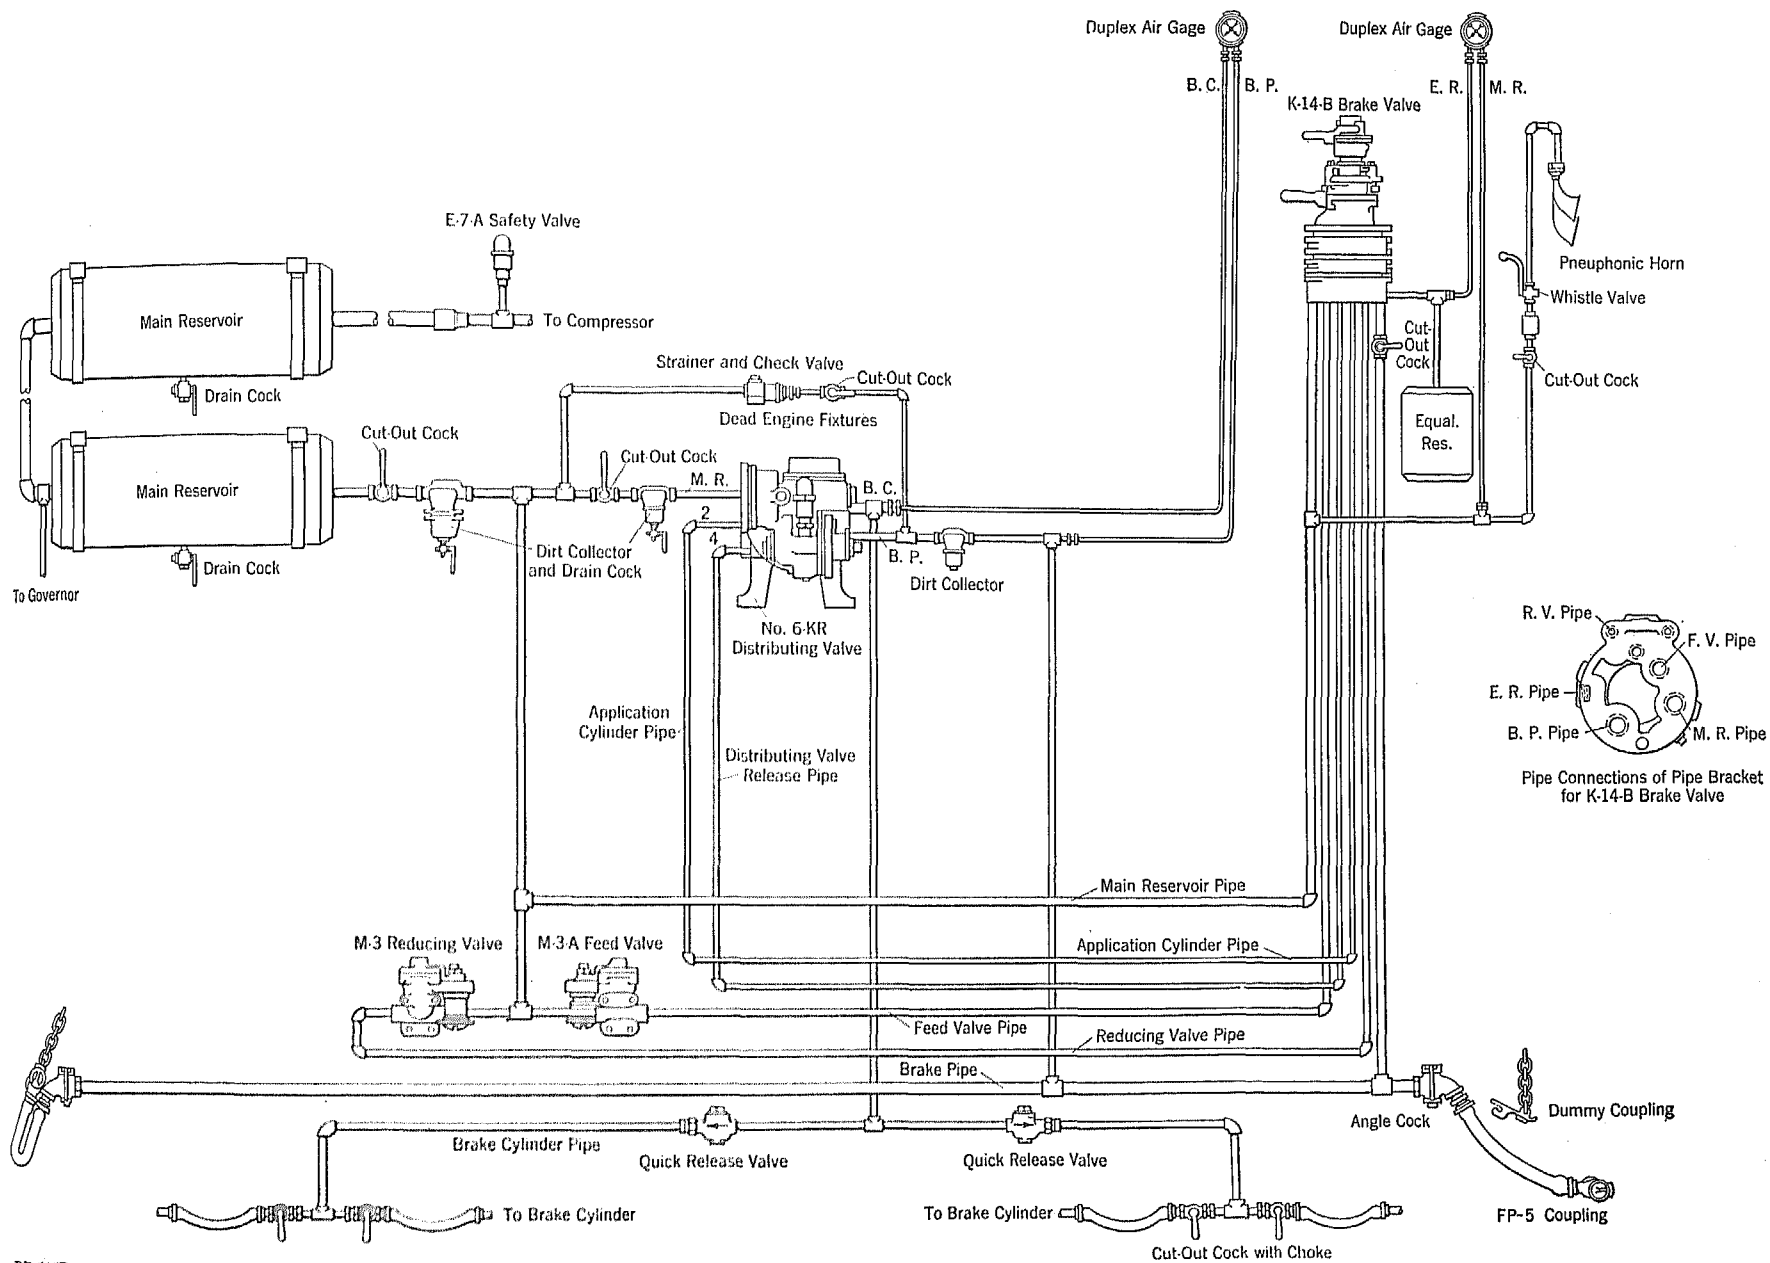 Duplex Air Gage
Duplex Air Gage
B. C.
B. P.
E. R.
M. R.
K-14-B Brake Valve
E-7-A Safety Valve
Pneuphonic Horn
Whistle Valve
Main Reservoir
To Compressor
Cut-
Out
Cock
Strainer and Check Valve
Cut-Out Cock
Cut-Out Cock
Drain Cock
Dead Engine Fixtures
Equal.
Res.
Cut-Out Cock
Cut-Out Cock
M. R.
B. C.
Main Reservoir
2
4
Dirt Collector
and Drain Cock
B. P.
Drain Cock
Dirt Collector
To Governor
No. 6-KR
Distributing Valve
R. V. Pipe
F. V. Pipe
E. R. Pipe
B. P. Pipe
M. R. Pipe
Application
Cylinder Pipe
Distributing Valve
Release Pipe
Pipe Connections of Pipe Bracket
for K-14-B Brake Valve
Main Reservoir Pipe
M-3 Reducing Valve
M-3-A Feed Valve
Application Cylinder Pipe
Feed Valve Pipe
Reducing Valve Pipe
Brake Pipe
Angle Cock
Dummy Coupling
Brake Cylinder Pipe
Quick Release Valve
Quick Release Valve
To Brake Cylinder
To Brake Cylinder
FP-5 Coupling
Cut-Out Cock with Choke